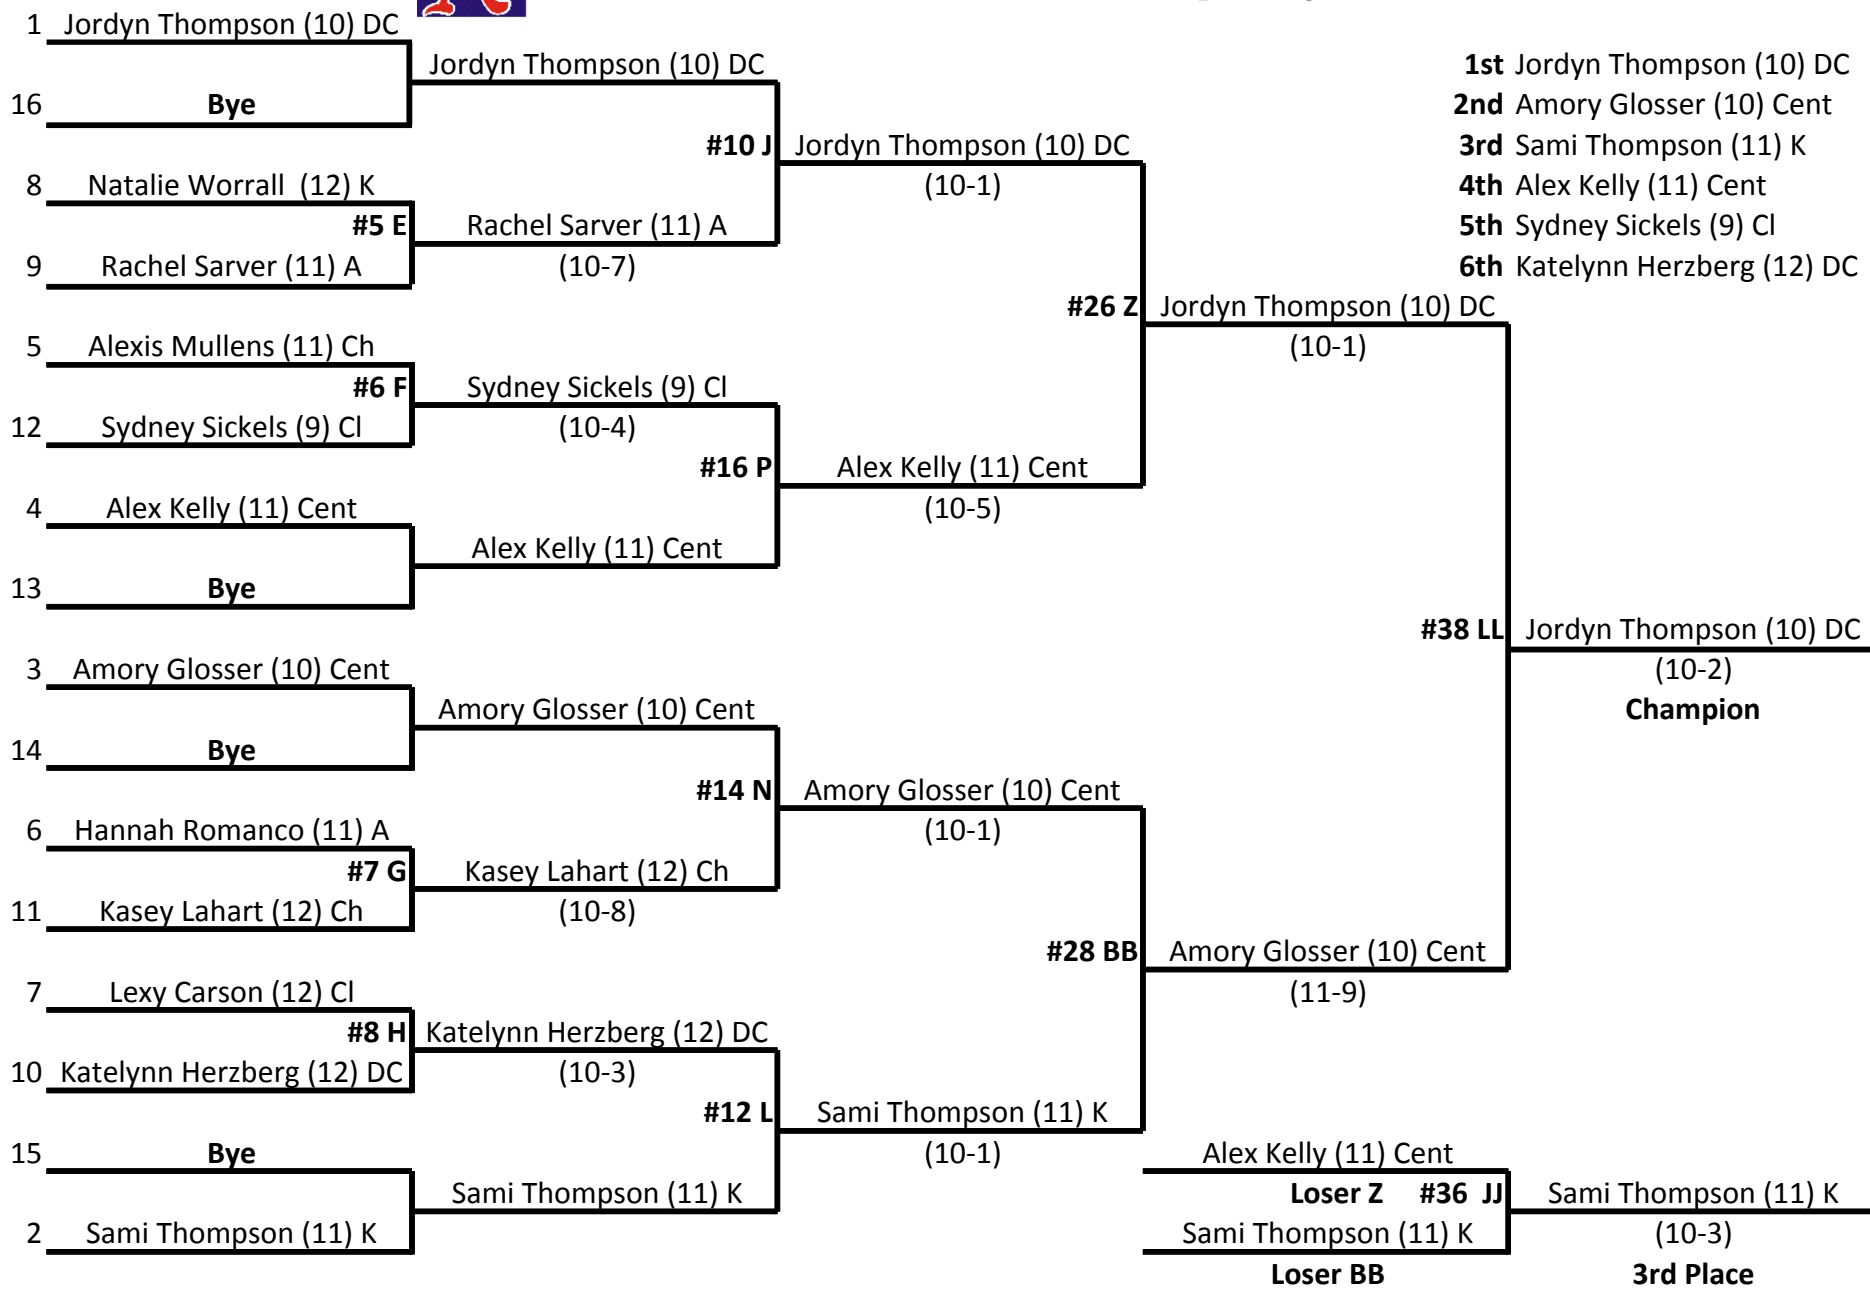 1 Jordyn Thompson (10) DC
Jordyn Thompson (10) DC
1st Jordyn Thompson (10) DC
16 Bye
2nd Amory Glosser (10) Cent
#10 J Jordyn Thompson (10) DC
3rd Sami Thompson (11) K
8 Natalie Worrall (12) K
(10-1)
4th Alex Kelly (11) Cent
#5 E Rachel Sarver (11) A
5th Sydney Sickels (9) Cl
9 Rachel Sarver (11) A
(10-7)
6th Katelynn Herzberg (12) DC
#26 Z Jordyn Thompson (10) DC
5 Alexis Mullens (11) Ch
(10-1)
#6 F Sydney Sickels (9) Cl
12 Sydney Sickels (9) Cl
(10-4)
#16 P Alex Kelly (11) Cent
4 Alex Kelly (11) Cent
(10-5)
Alex Kelly (11) Cent
13 Bye
#38 LL Jordyn Thompson (10) DC
3 Amory Glosser (10) Cent
(10-2)
Amory Glosser (10) Cent
Champion
14 Bye
#14 N Amory Glosser (10) Cent
6 Hannah Romanco (11) A
(10-1)
#7 G Kasey Lahart (12) Ch
11 Kasey Lahart (12) Ch
(10-8)
#28 BB Amory Glosser (10) Cent
7 Lexy Carson (12) Cl
(11-9)
#8 H Katelynn Herzberg (12) DC
10 Katelynn Herzberg (12) DC
(10-3)
#12 L Sami Thompson (11) K
15 Bye
(10-1)
Alex Kelly (11) Cent
Sami Thompson (11) K
Loser Z #36 JJ Sami Thompson (11) K
2 Sami Thompson (11) K
Sami Thompson (11) K
(10-3)
Loser BB
3rd Place